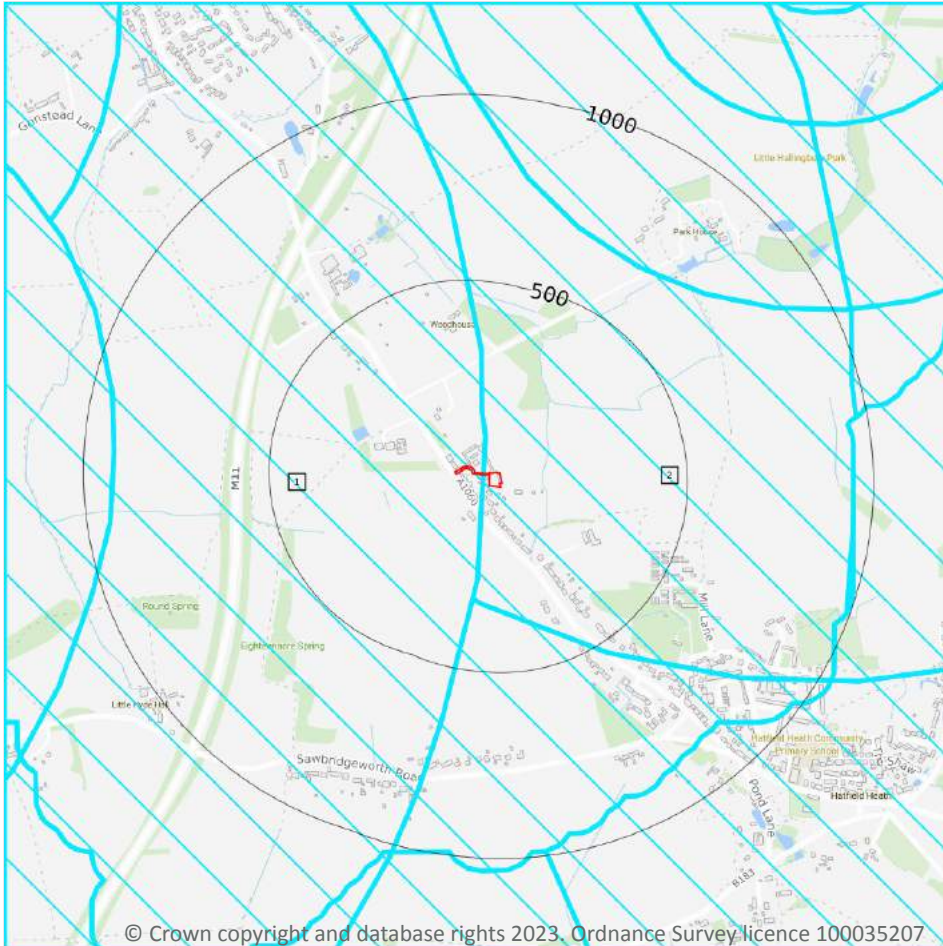 Gonstead Lane
1000
Little Hallingbury Park
Park House
500
Woodhouse
1
2
M11
A1060
Mill Lane
Round Spring
Eighteenacre Spring
Little Hyde Hall
Hatfield Heath Community
Primary School
The Shaw
Sawbridgeworth Road
Hatfield Heath
Pond Lane
B183
© Crown copyright and database rights 2023. Ordnance Survey licence 100035207